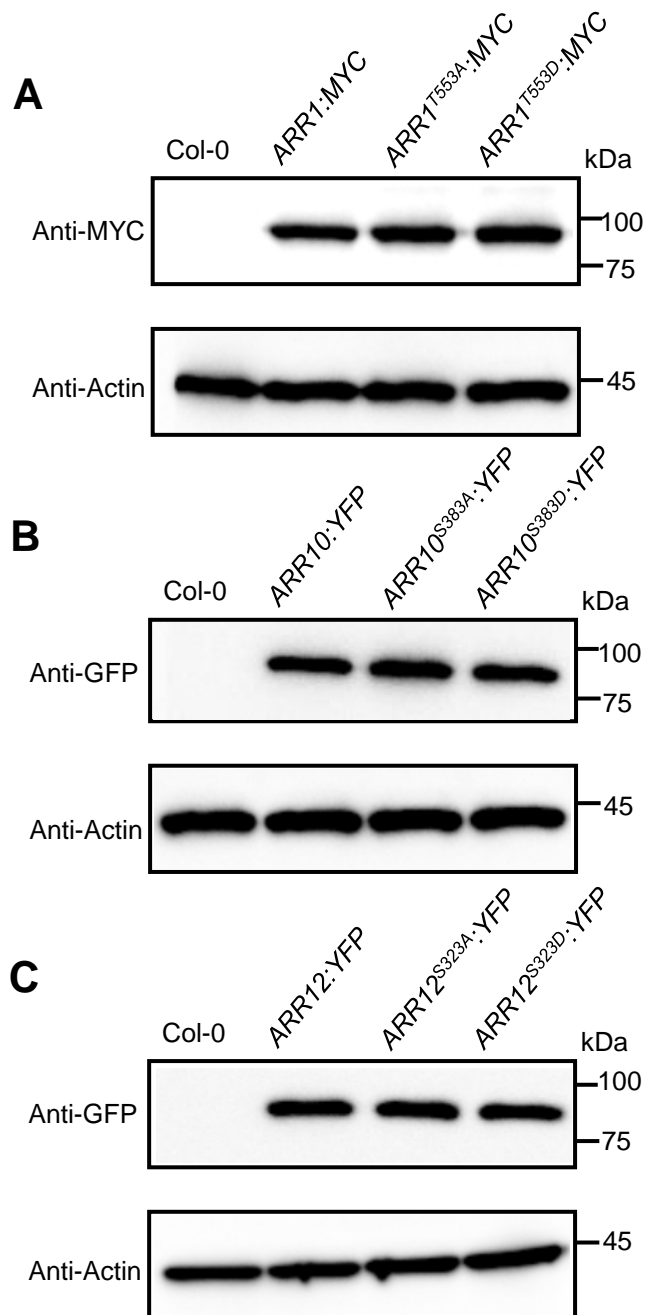 A
Col-0
ARR1:MYC
ARR1T553A:MYC
ARR1T553D:MYC
kDa
Anti-MYC
100
75
Anti-Actin
45
B
Col-0
ARR10:YFP
ARR10S383A:YFP
ARR10S383D:YFP
kDa
Anti-GFP
100
75
Anti-Actin
45
C
Col-0
ARR12:YFP
ARR12S323A:YFP
ARR12S323D:YFP
kDa
Anti-GFP
100
75
Anti-Actin
45